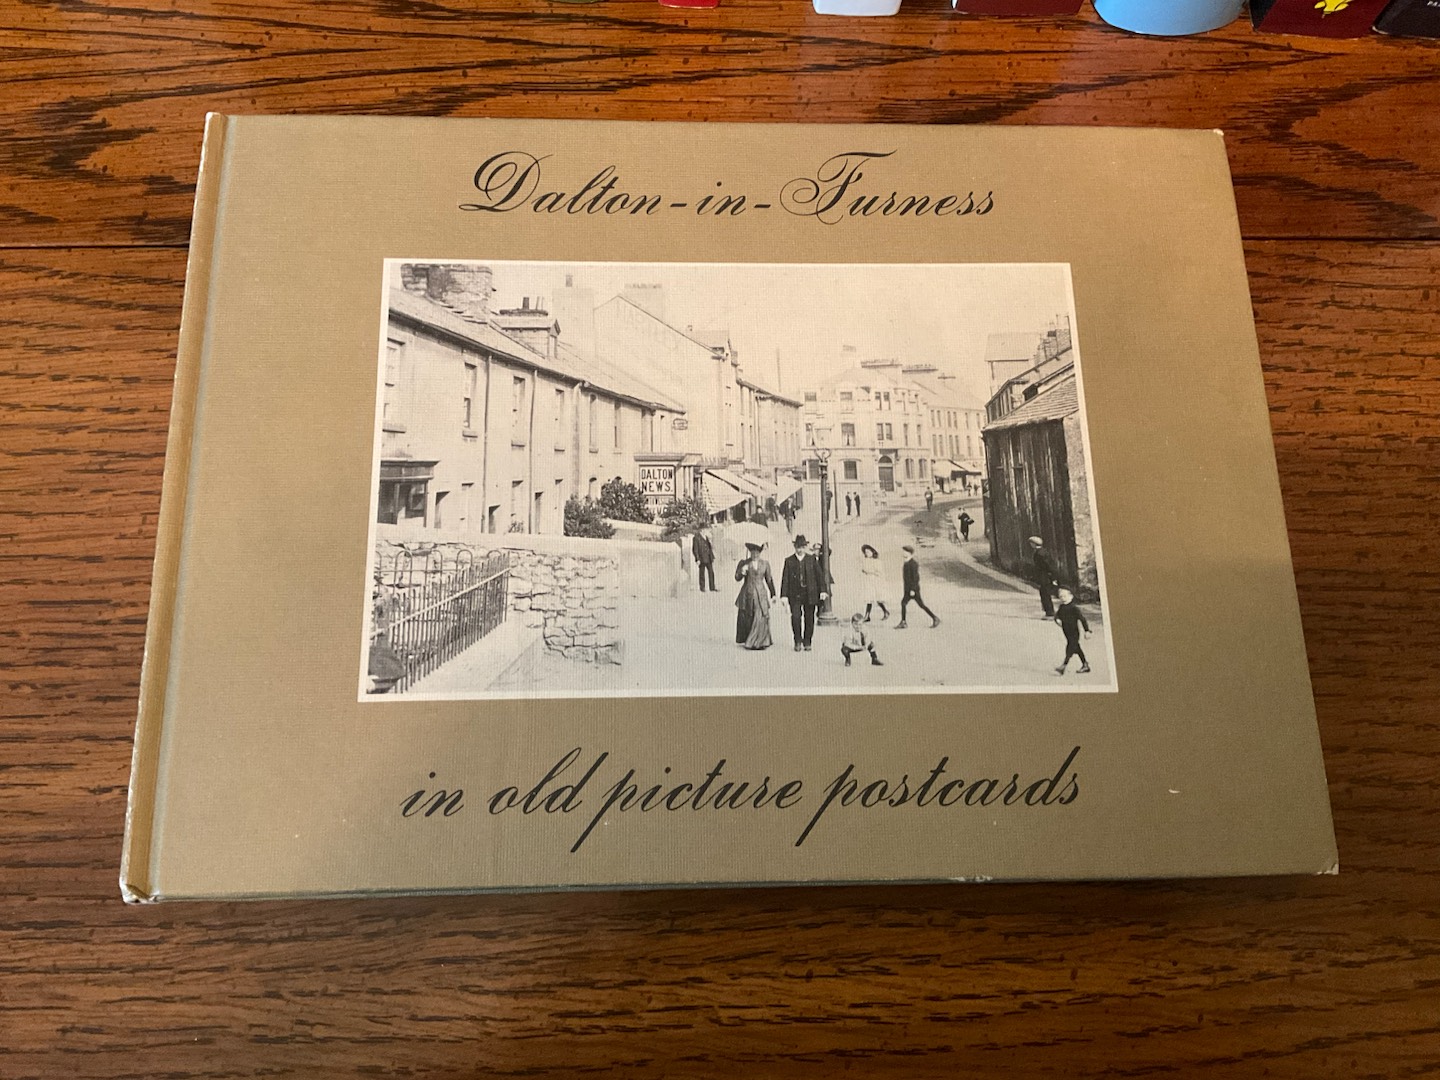 Dalton-in-Furness
DALTON
NEWS.
in old picture postcards